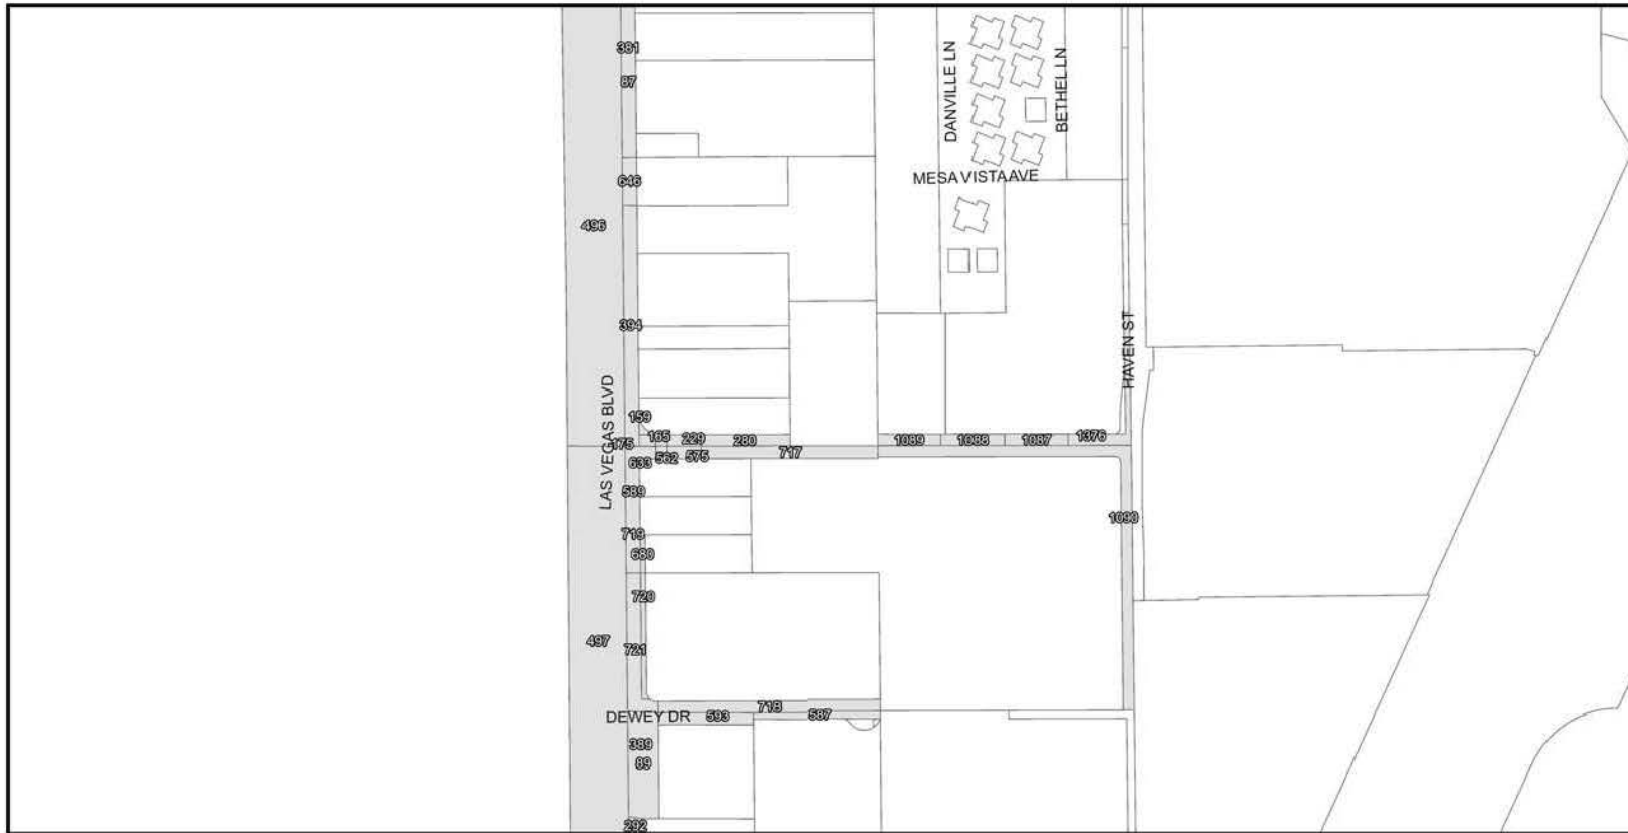 381
DANVILLE LN
BETHEL LN
87
MESA VISTA AVE
646
496
394
HAVEN ST
LAS VEGAS BLVD
159
165 229 280 1089 1088 1087 1376
175
633 562 575 717
589
1090
719
680
720
497 721
718
DEWEY DR 593 587
389
89
292